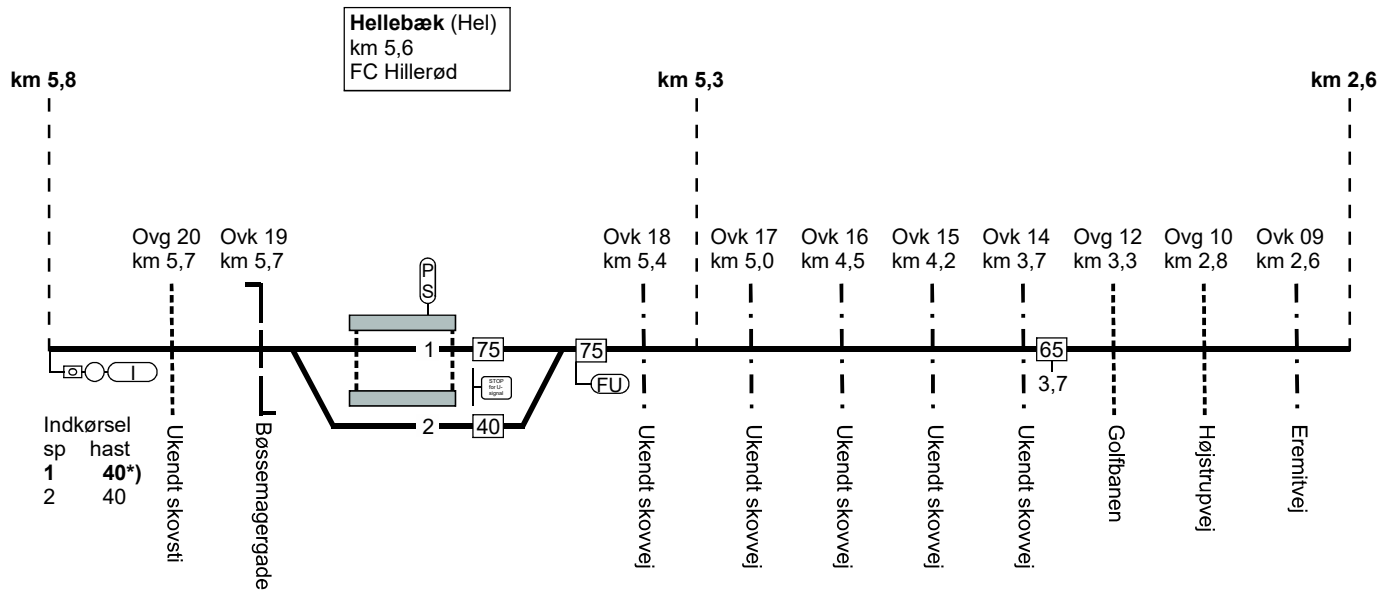 Hellebæk (Hel)
km 5,6
FC Hillerød
km 5,8
km 5,3
km 2,6
Ovg 20
km 5,7
Ovk 19
km 5,7
Ovk 18
km 5,4
Ovk 17
km 5,0
Ovk 16
km 4,5
Ovk 15
km 4,2
Ovk 14
km 3,7
Ovg 12
km 3,3
Ovg 10
km 2,8
Ovk 09
km 2,6
P
S
1
75
75
65
3,7
I
STOP
for U-
signal
FU
2
40
Indkørsel
sp hast
1 40*)
2 40
Ukendt skovsti
Bøssemagergade
Ukendt skovvej
Ukendt skovvej
Ukendt skovvej
Ukendt skovvej
Ukendt skovvej
Golfbanen
Højstrupvej
Eremitvej